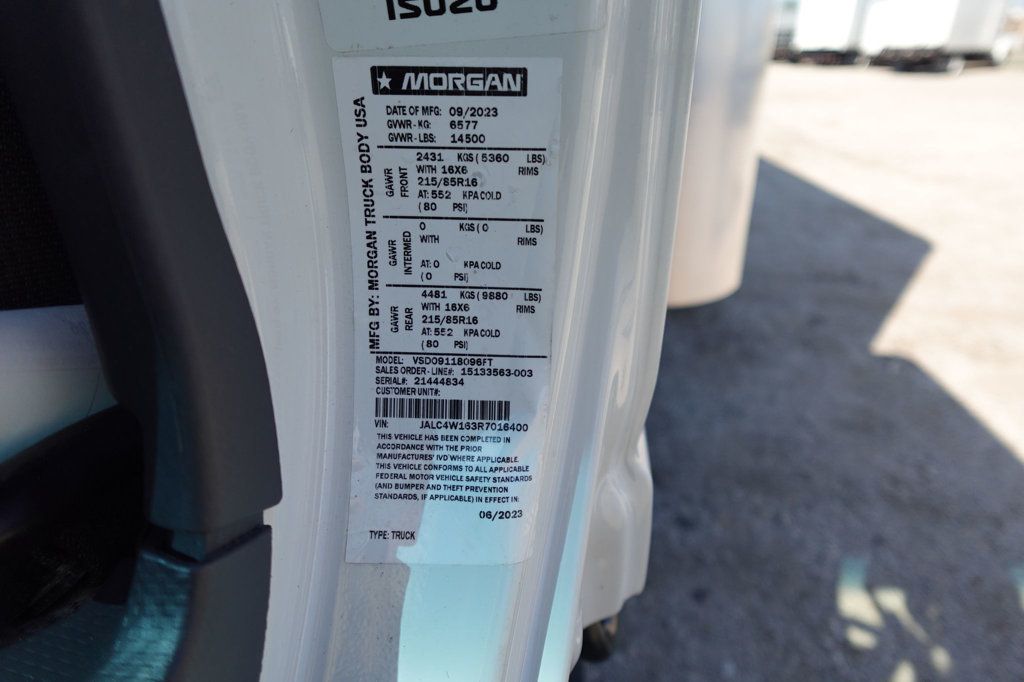 ISUZU
MORGAN
MFG BY: MORGAN TRUCK BODY USA
DATE OF MFG: 09/2023
GVWR-KG: 6577
GVWR-LBS: 14500
GAWR FRONT
2431 KGS (5360 LBS)
WITH 16X6 RIMS
215/85R16
AT: 552 KPA COLD
(80 PSI)
GAWR INTERMED
0 KGS (0 LBS)
WITH RIMS
AT: 0 KPA COLD
(0 PSI)
GAWR REAR
4481 KGS (9880 LBS)
WITH 16X6 RIMS
215/85R16
AT: 552 KPA COLD
(80 PSI)
MODEL: VSD09118096FT
SALES ORDER - LINE#: 15133563-003
SERIAL#: 21444834
CUSTOMER UNIT#:
VIN: JALC4W163R7016400
THIS VEHICLE HAS BEEN COMPLETED IN
ACCORDANCE WITH THE PRIOR
MANUFACTURES' IVD WHERE APPLICABLE.
THIS VEHICLE CONFORMS TO ALL APPLICABLE
FEDERAL MOTOR VEHICLE SAFETY STANDARDS
(AND BUMPER AND THEFT PREVENTION
STANDARDS, IF APPLICABLE) IN EFFECT IN:
06/2023
TYPE: TRUCK